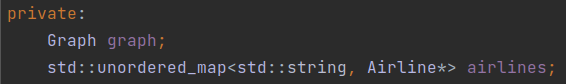 private:
Graph graph;
std::unordered_map<std::string, Airline*> airlines;